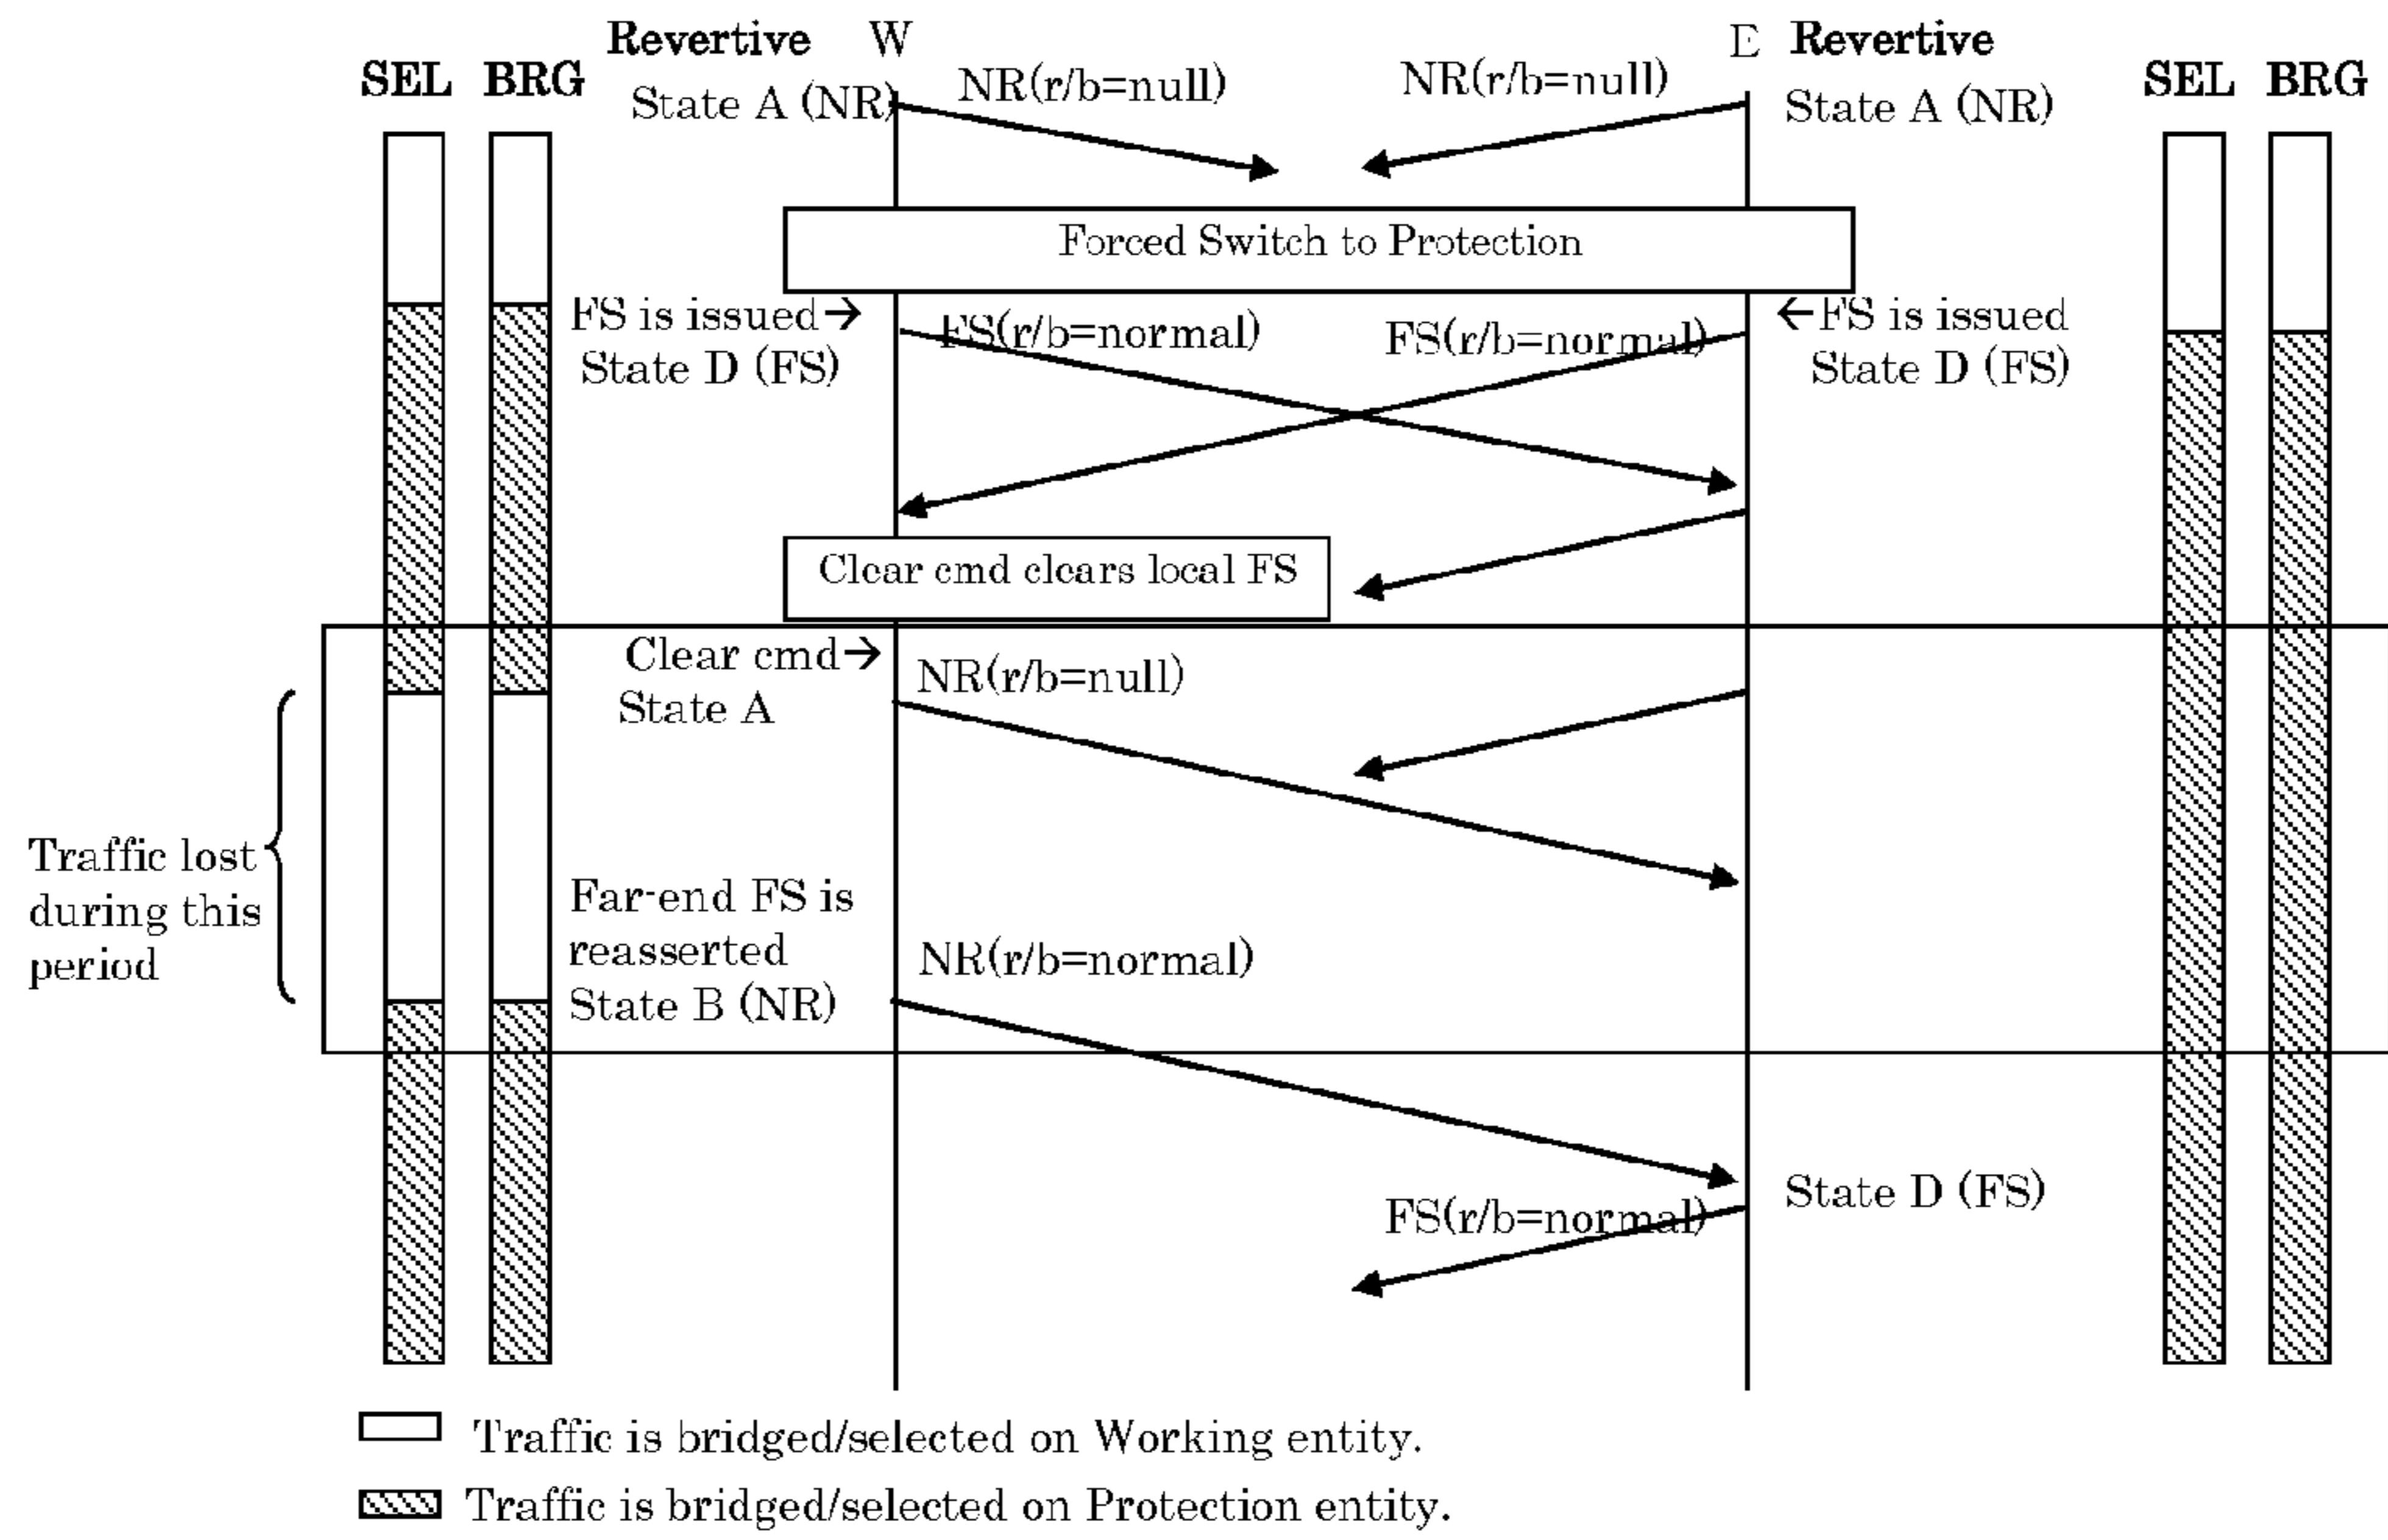 Revertive W E Revertive
SEL BRG NR(r/b=null) NR(r/b=null) SEL BRG
State A (NR) State A (NR)
Forced Switch to Protection
FS is issued→ ←FS is issued
FS(r/b=normal) FS(r/b=normal)
State D (FS) State D (FS)
Clear cmd clears local FS
Clear cmd→
NR(r/b=null)
State A
Traffic lost
during this
period
Far-end FS is
reasserted
State B (NR)
NR(r/b=normal)
State D (FS)
FS(r/b=normal)
Traffic is bridged/selected on Working entity.
Traffic is bridged/selected on Protection entity.